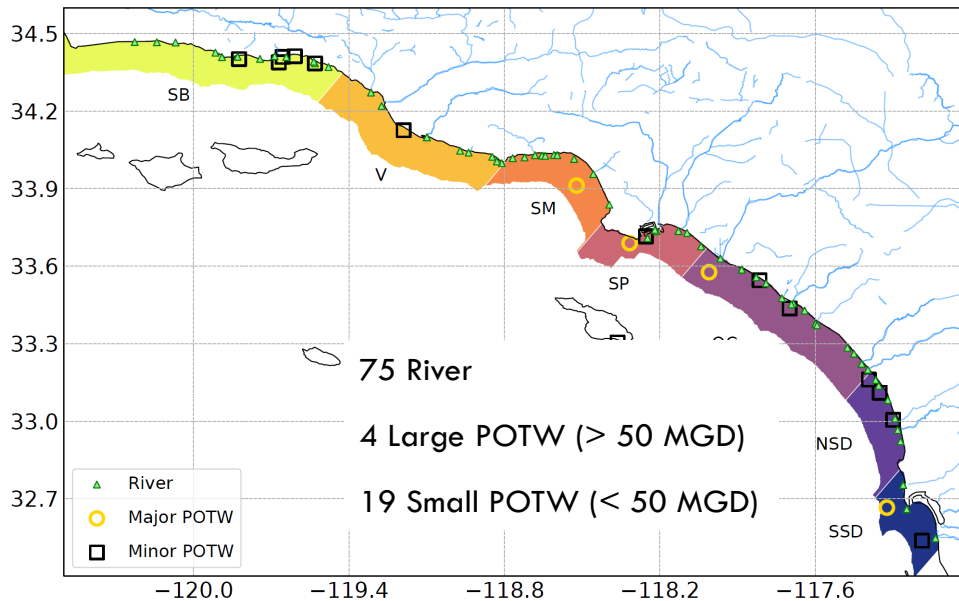 34.5
34.2
33.9
33.6
33.3
33.0
32.7
SB
V
SM
SP
NSD
SSD
75 River
4 Large POTW (> 50 MGD)
19 Small POTW (< 50 MGD)
River
Major POTW
Minor POTW
−120.0 −119.4 −118.8 −118.2 −117.6